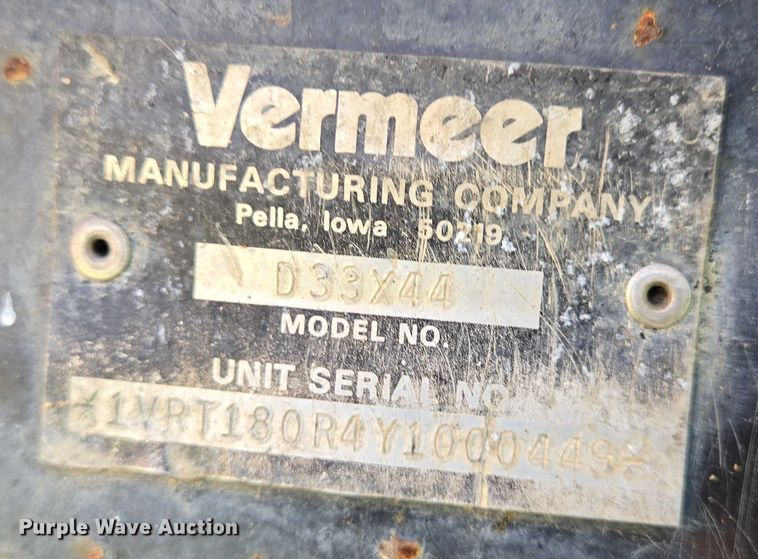 Vermeer
MANUFACTURING COMPANY
Pella, Iowa 50219
D33X44
MODEL NO.
UNIT SERIAL NO.
*1VRT180R4Y1000449*
Purple Wave Auction